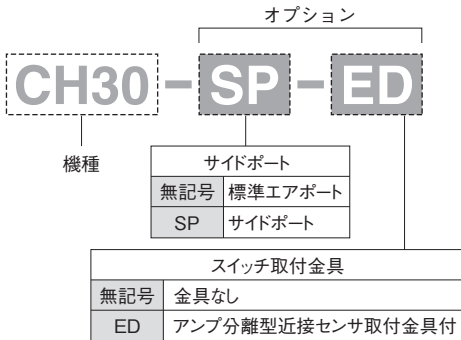 オプション
CH30-SP-ED
機種
サイドポート
無記号 標準エアポート
SP サイドポート
スイッチ取付金具
無記号 金具なし
ED アンプ分離型近接センサ取付金具付